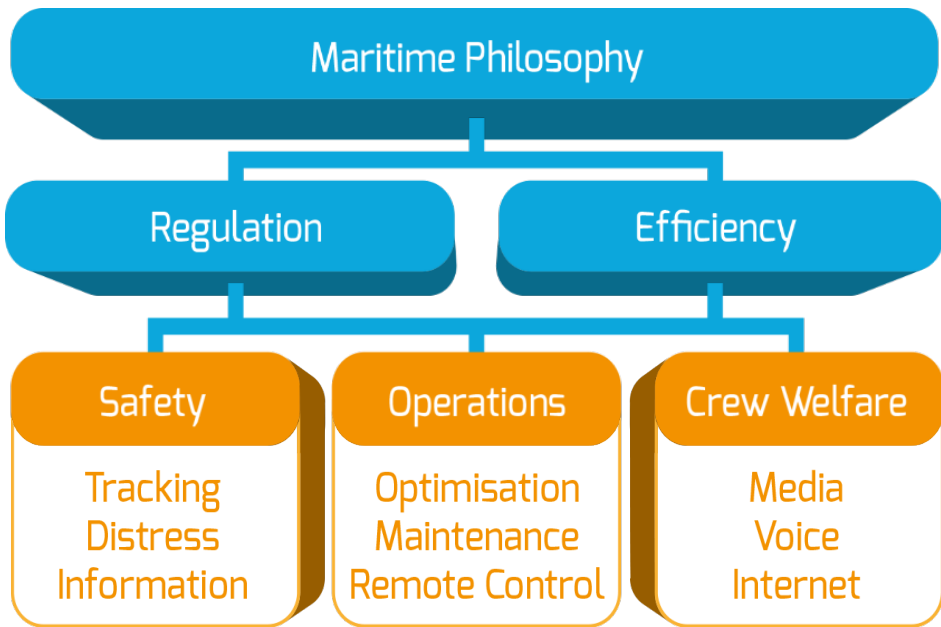 Maritime Philosophy
Regulation
Efficiency
Safety
Tracking
Distress
Information
Operations
Optimisation
Maintenance
Remote Control
Crew Welfare
Media
Voice
Internet